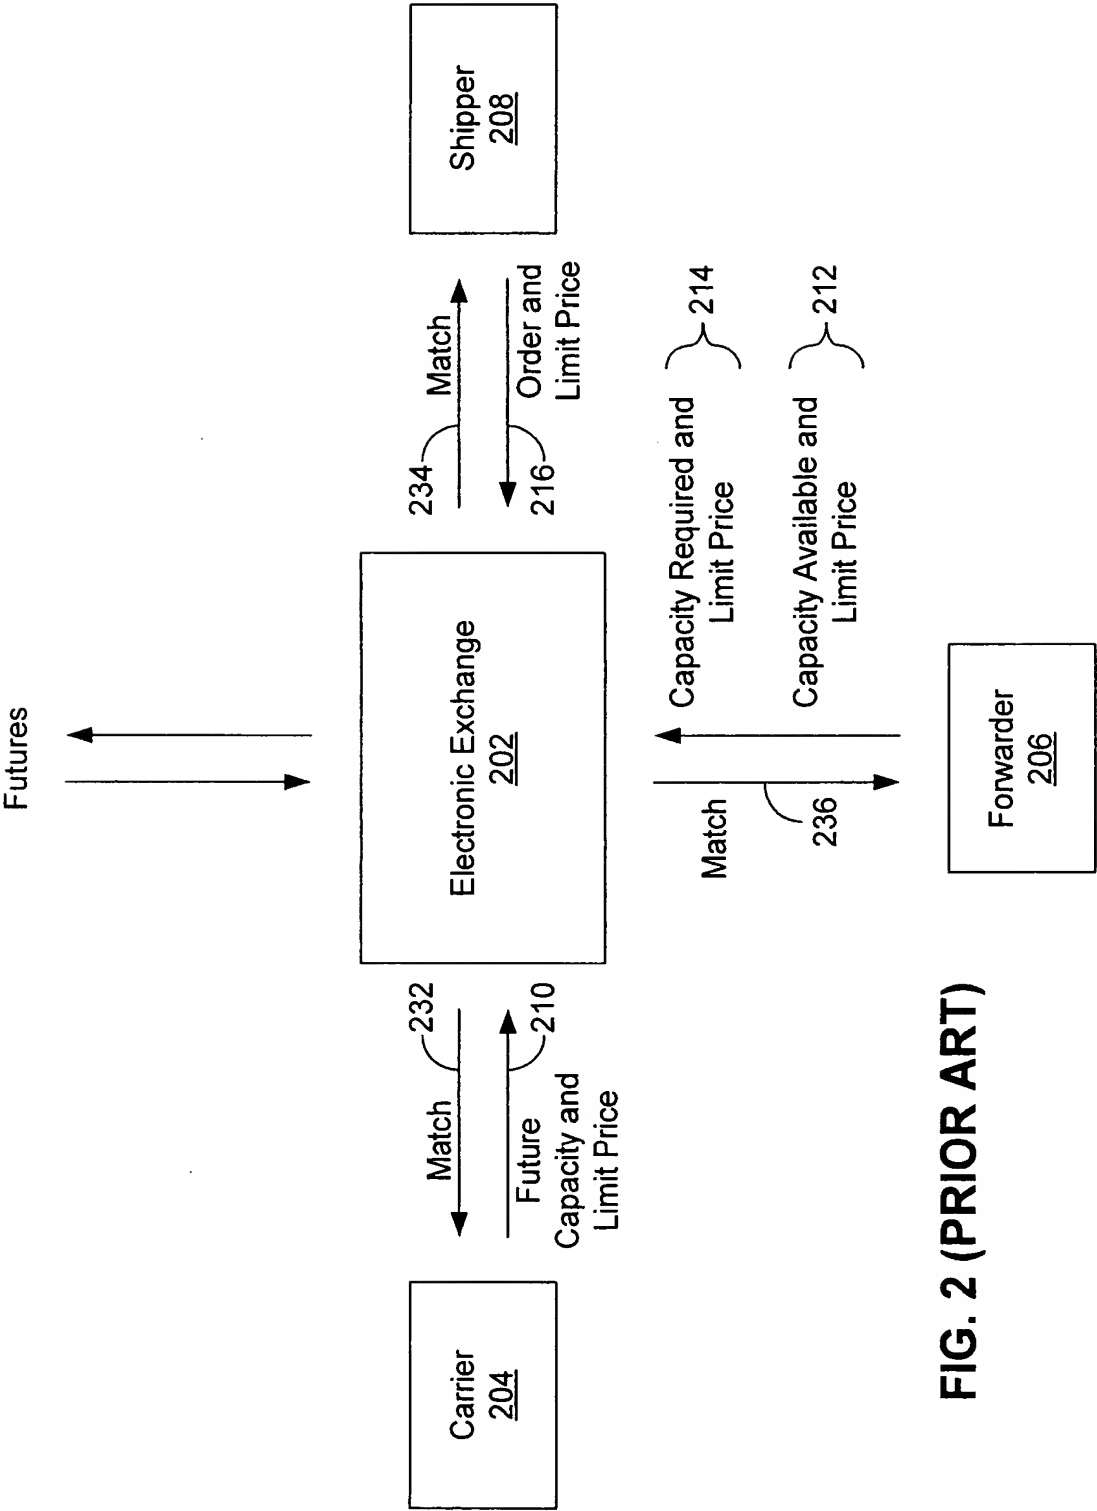 Futures
Match
232
234
Match
Carrier
204
Electronic Exchange
202
Shipper
208
Future
Capacity and
Limit Price
210
216
Order and
Limit Price
Match
236
Capacity Required and
Limit Price
214
Capacity Available and
Limit Price
212
Forwarder
206
FIG. 2 (PRIOR ART)